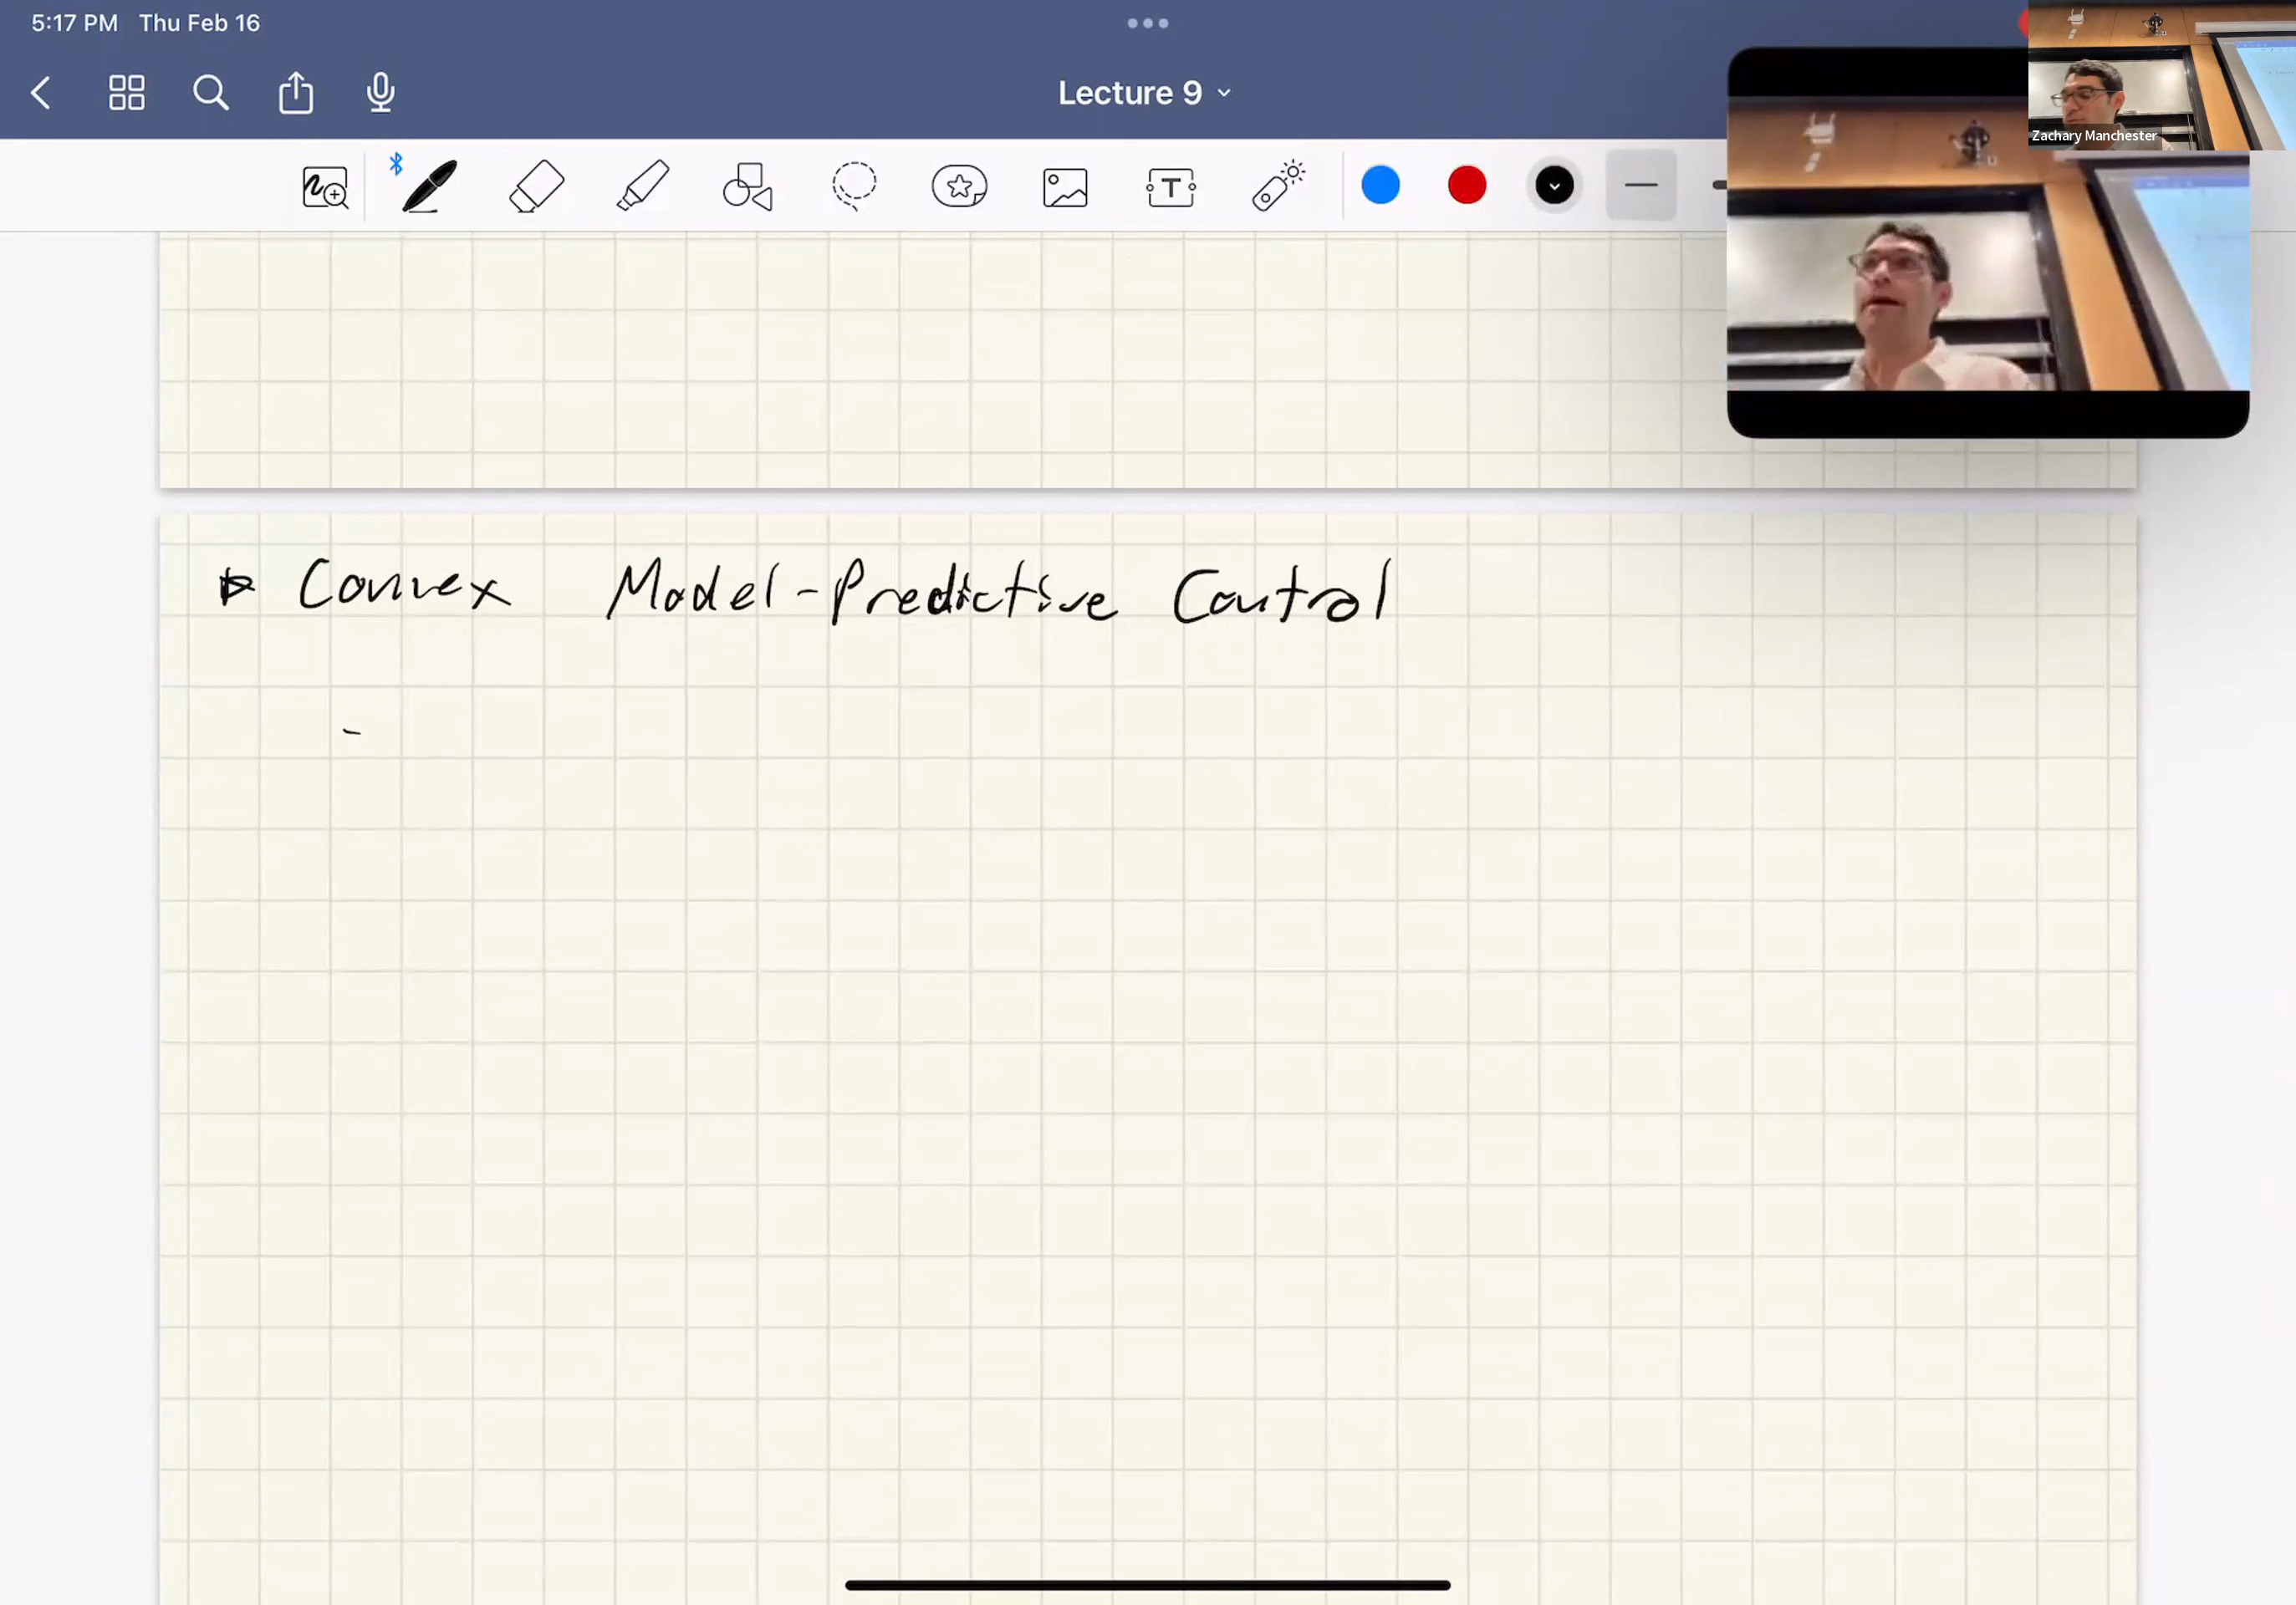 5:17 PM Thu Feb 16
Lecture 9
T
Zachary Manchester
Convex Model-Predictive Control
-